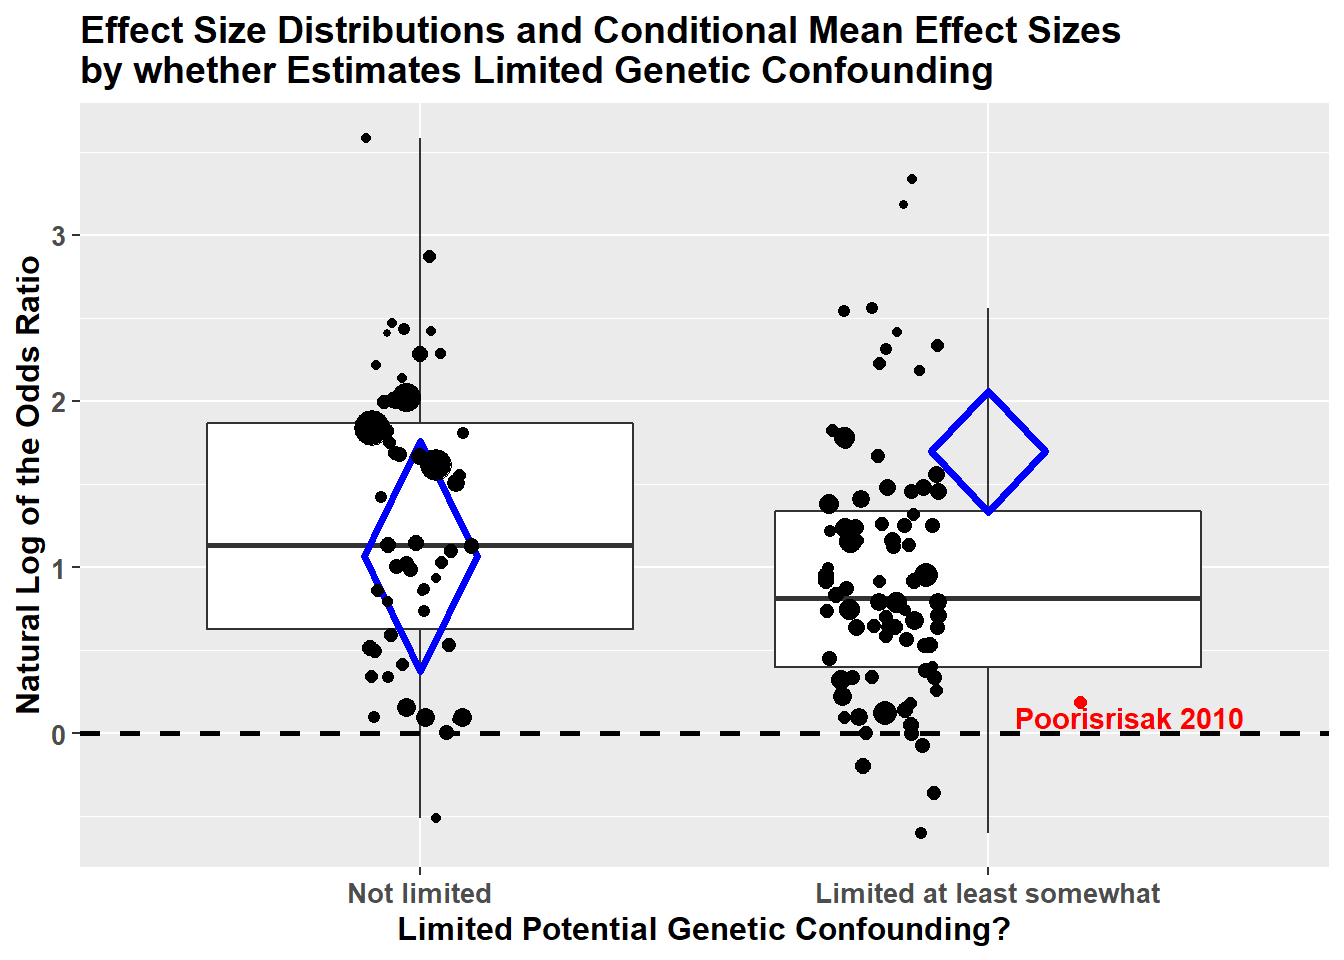 Effect Size Distributions and Conditional Mean Effect Sizes
by whether Estimates Limited Genetic Confounding
Natural Log of the Odds Ratio
3
2
1
0
Poorisrisak 2010
Not limited
Limited at least somewhat
Limited Potential Genetic Confounding?